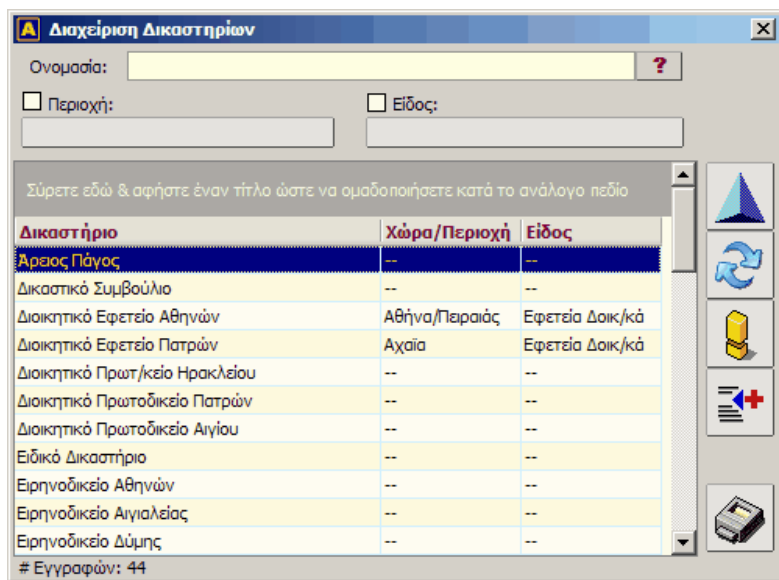 A Διαχείριση Δικαστηρίων
Ονομασία: ?
Περιοχή: Είδος:
Σύρετε εδώ & αφήστε έναν τίτλο ώστε να ομαδοποιήσετε κατά το ανάλογο πεδίο
Δικαστήριο Χώρα/Περιοχή Είδος
Άρειος Πάγος -- --
Δικαστικό Συμβούλιο -- --
Διοικητικό Εφετείο Αθηνών Αθήνα/Πειραιάς Εφετεία Δοικ/κά
Διοικητικό Εφετείο Πατρών Αχαϊα Εφετεία Δοικ/κά
Διοικητικό Πρωτ/κείο Ηρακλείου -- --
Διοικητικό Πρωτοδικείο Πατρών -- --
Διοικητικό Πρωτοδικείο Αιγίου -- --
Ειδικό Δικαστήριο -- --
Ειρηνοδικείο Αθηνών -- --
Ειρηνοδικείο Αιγιαλείας -- --
Ειρηνοδικείο Δύμης -- --
# Εγγραφών: 44